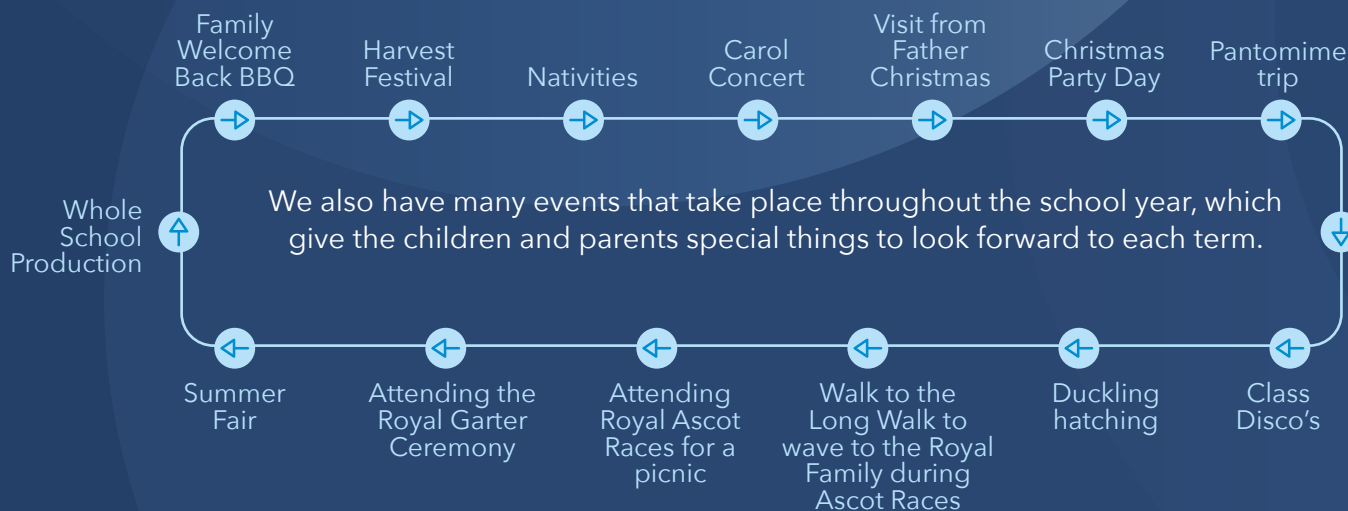 Family
Welcome
Back BBQ
Harvest
Festival
Nativities
Carol
Concert
Visit from
Father
Christmas
Christmas
Party Day
Pantomime
trip
We also have many events that take place throughout the school year, which
give the children and parents special things to look forward to each term.
Whole
School
Production
Summer
Fair
Attending the
Royal Garter
Ceremony
Attending
Royal Ascot
Races for a
picnic
Walk to the
Long Walk to
wave to the Royal
Family during
Ascot Races
Duckling
hatching
Class
Disco's